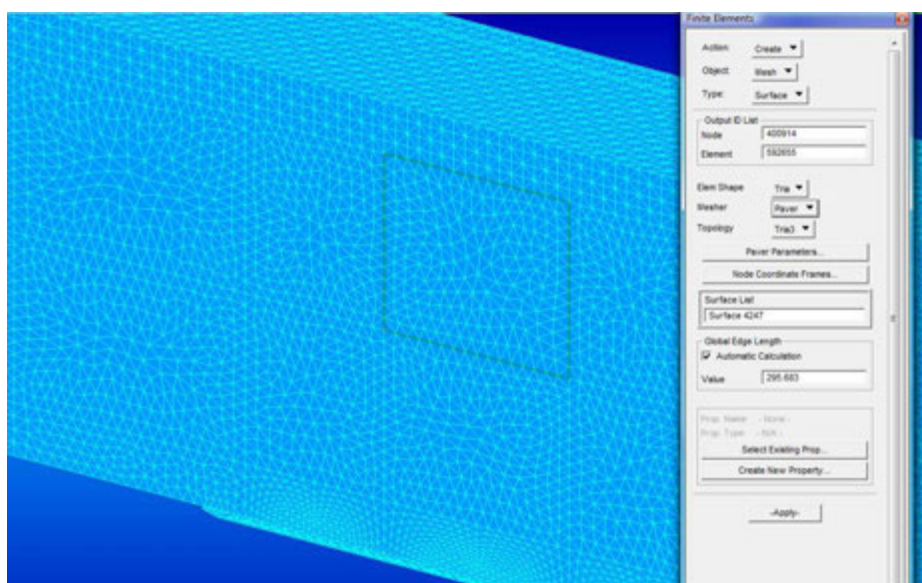 Finite Elements
Action: Create
Object: Mesh
Type: Surface
Output ID List
Node 400914
Element 592655
Elem Shape Tria
Mesher Paver
Topology Tria3
Paver Parameters...
Node Coordinate Frames...
Surface List
Surface 4247
Global Edge Length
Automatic Calculation
Value 295.683
Prop. Name: - None -
Prop. Type: - N/A -
Select Existing Prop...
Create New Property...
-Apply-